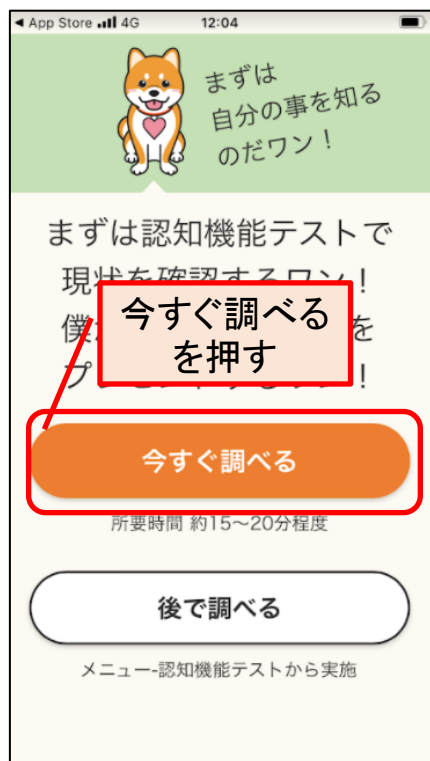 ◀ App Store 4G 12:04
まずは
自分の事を知る
のだワン！
まずは認知機能テストで
現状を確認するワン！
今すぐ調べる
を押す
今すぐ調べる
所要時間 約15〜20分程度
後で調べる
メニュー-認知機能テストから実施